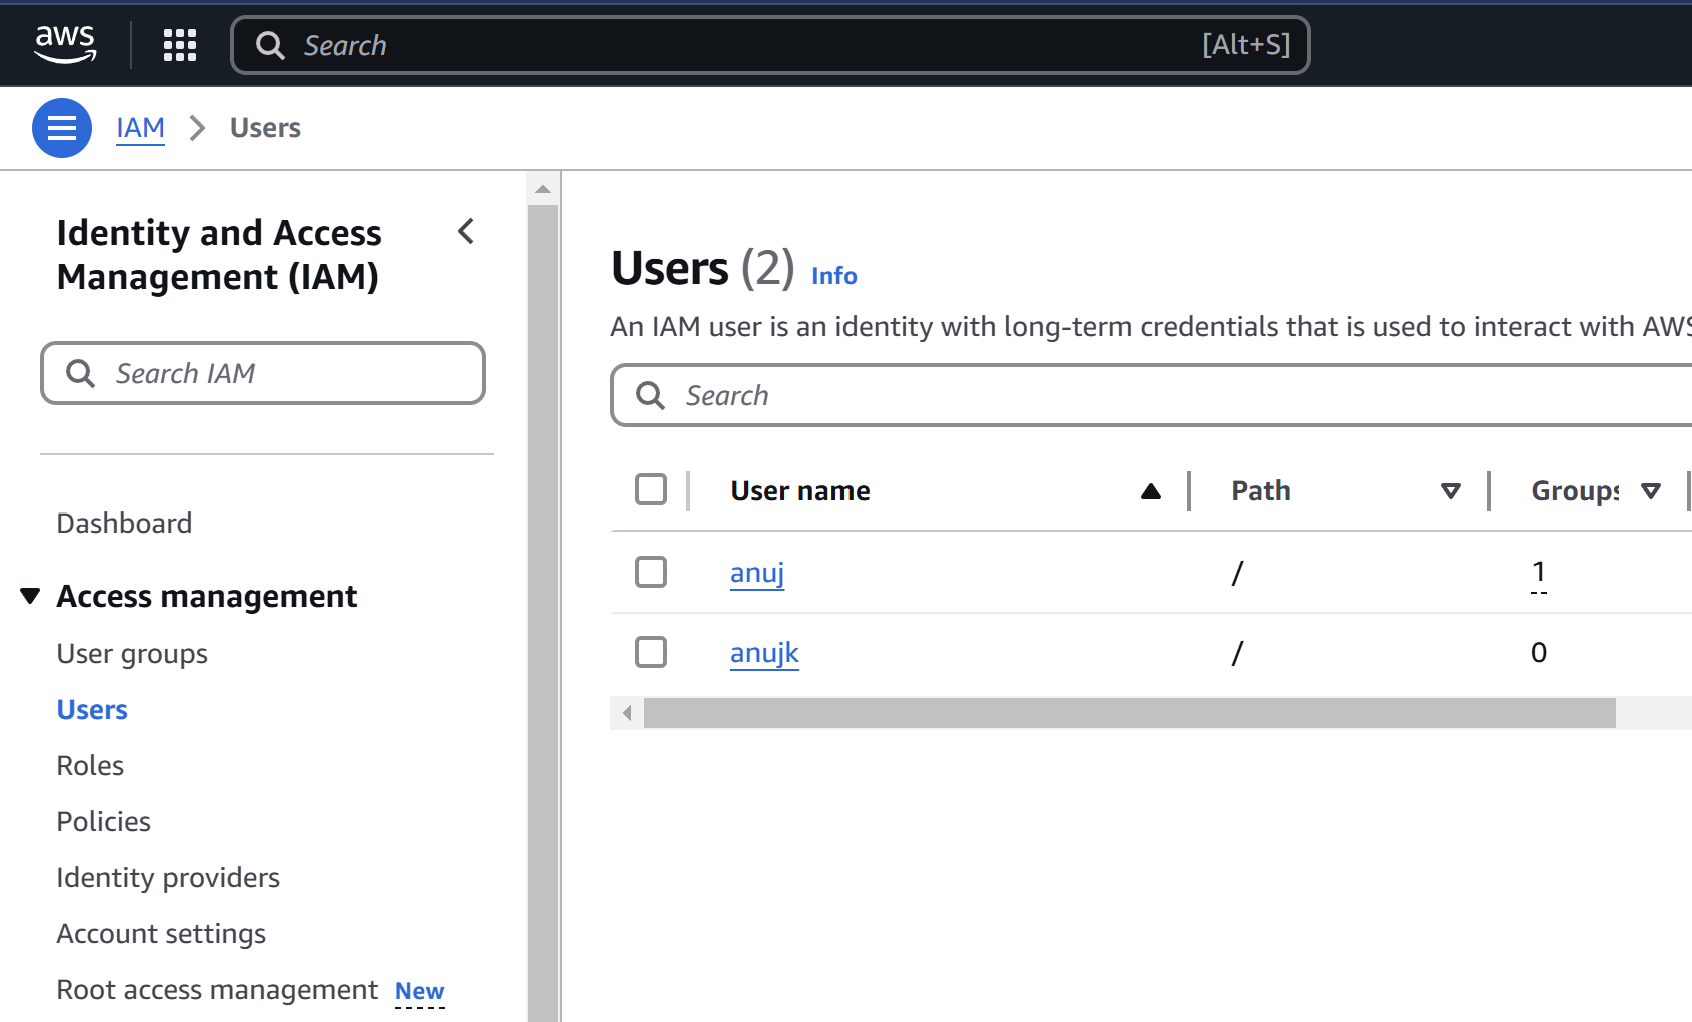 aws
Search [Alt+S]
IAM > Users
Identity and Access
Management (IAM)
Search IAM
Dashboard
Access management
User groups
Users
Roles
Policies
Identity providers
Account settings
Root access management New
Users (2) Info
An IAM user is an identity with long-term credentials that is used to interact with AWS
Search
User name Path Groups
anuj / 1
anujk / 0